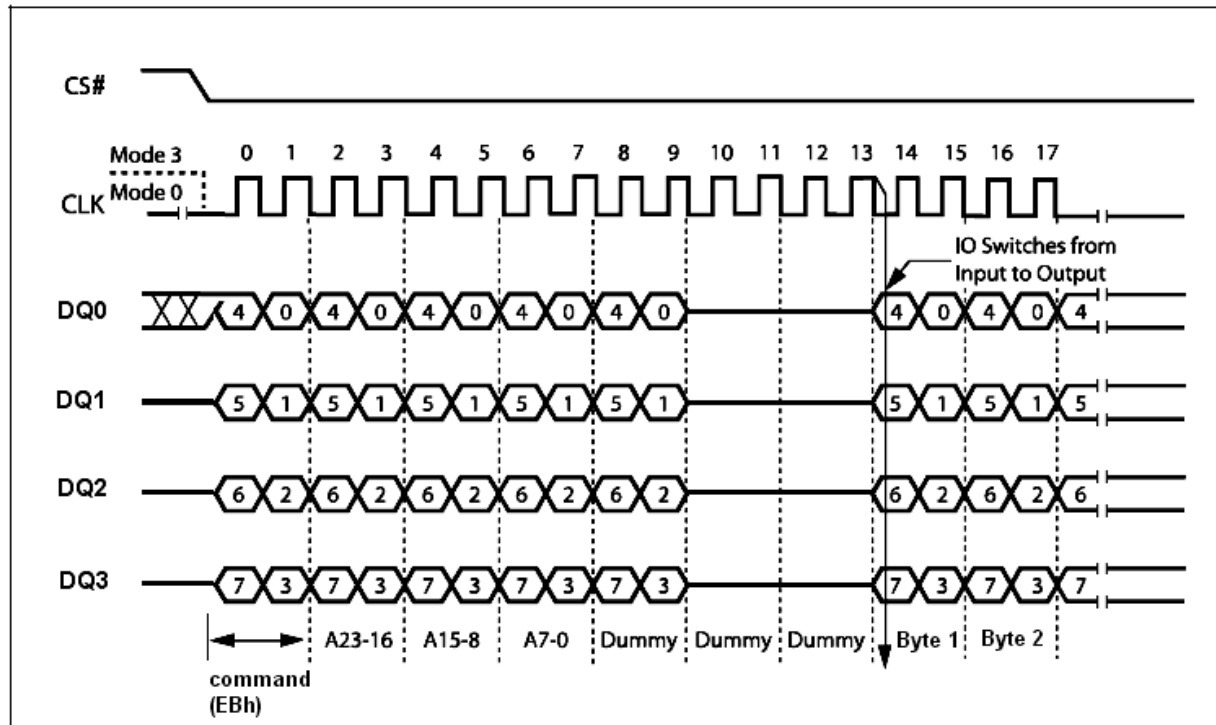 CS#
Mode 3
0 1 2 3 4 5 6 7 8 9 10 11 12 13 14 15 16 17
Mode 0
CLK
IO Switches from
Input to Output
DQ0 4 0 4 0 4 0 4 0 4 0 4 0 4 0 4
DQ1 5 1 5 1 5 1 5 1 5 1 5 1 5 1 5
DQ2 6 2 6 2 6 2 6 2 6 2 6 2 6 2 6
DQ3 7 3 7 3 7 3 7 3 7 3 7 3 7 3 7
A23-16 A15-8 A7-0 Dummy Dummy Dummy Byte 1 Byte 2
command
(EBh)